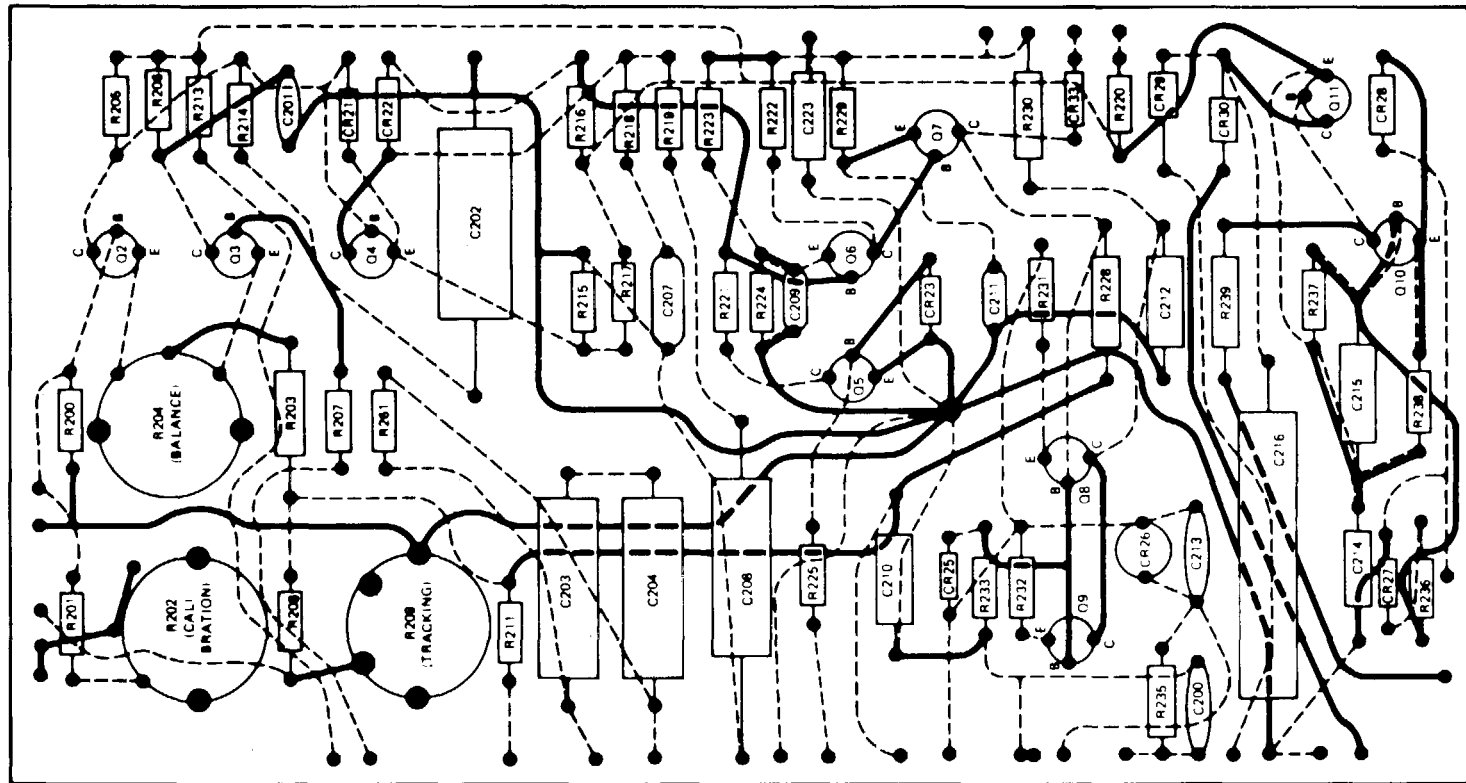 R206
R205
R213
R214
C201
CR21
CR22
C202
R216
R218
R219
R223
R222
C223
R229
E
Q7
C
B
R230
CR33
R220
CR29
CR30
E
B
Q11
C
CR28
B
C
Q2
E
B
C
Q3
E
B
C
Q4
E
R215
R217
C207
R221
R224
C209
E
Q6
C
B
CR23
C211
R231
R228
C212
R239
R237
B
C
Q10
E
R200
R204
(BALANCE)
R203
R207
R261
B
C
Q5
E
C215
R238
C216
E
C
B
Q8
R201
R202
(CALI
BRATION)
R208
R209
(TRACKING)
R211
C203
C204
C208
R225
C210
CR25
R233
R232
Q9
E
B
C
CR26
C213
C214
CR27
R236
R235
C200